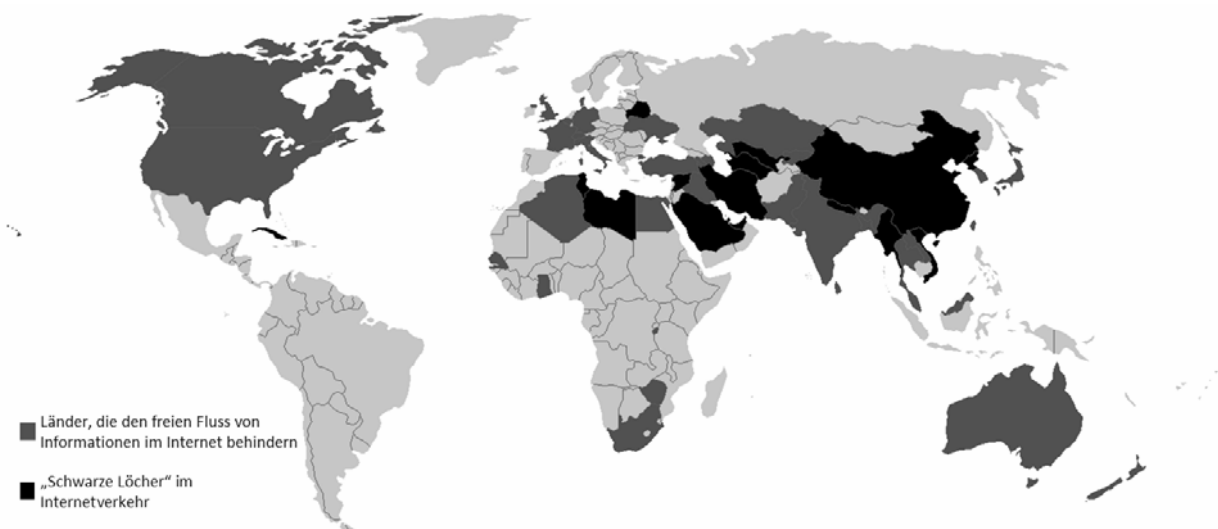 Länder, die den freien Fluss von
Informationen im Internet behindern
„Schwarze Löcher“ im
Internetverkehr